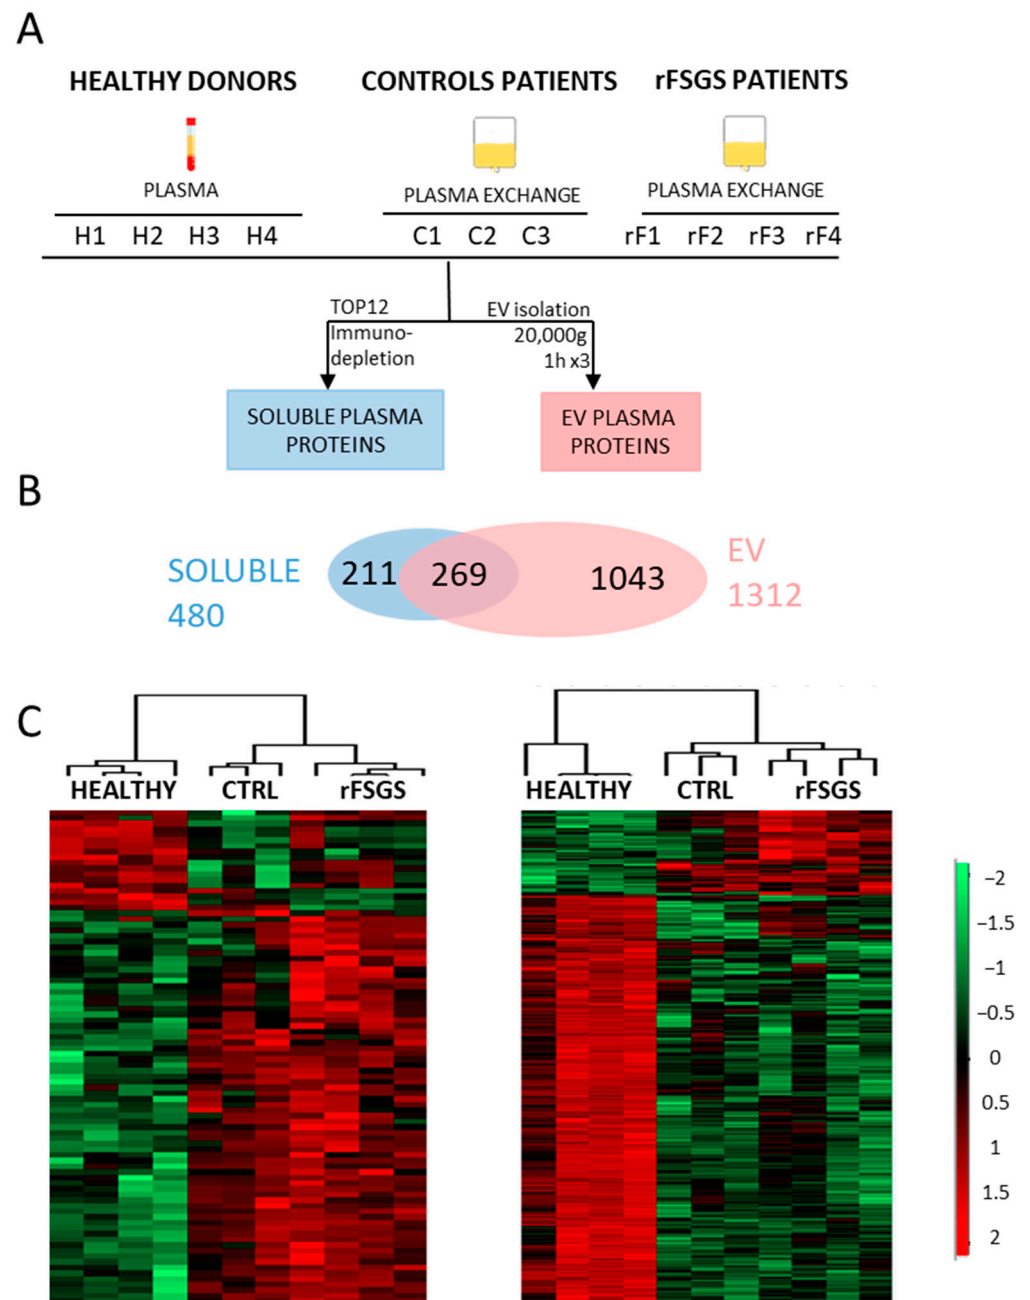 A
HEALTHY DONORS
CONTROLS PATIENTS
rFSGS PATIENTS
PLASMA
PLASMA EXCHANGE
PLASMA EXCHANGE
H1 H2 H3 H4
C1 C2 C3
rF1 rF2 rF3 rF4
TOP12
Immuno-
depletion
EV isolation
20,000g
1h x3
SOLUBLE PLASMA
PROTEINS
EV PLASMA
PROTEINS
B
SOLUBLE
480
211
269
1043
EV
1312
C
HEALTHY
CTRL
rFSGS
HEALTHY
CTRL
rFSGS
−2
−1.5
−1
−0.5
0
0.5
1
1.5
2